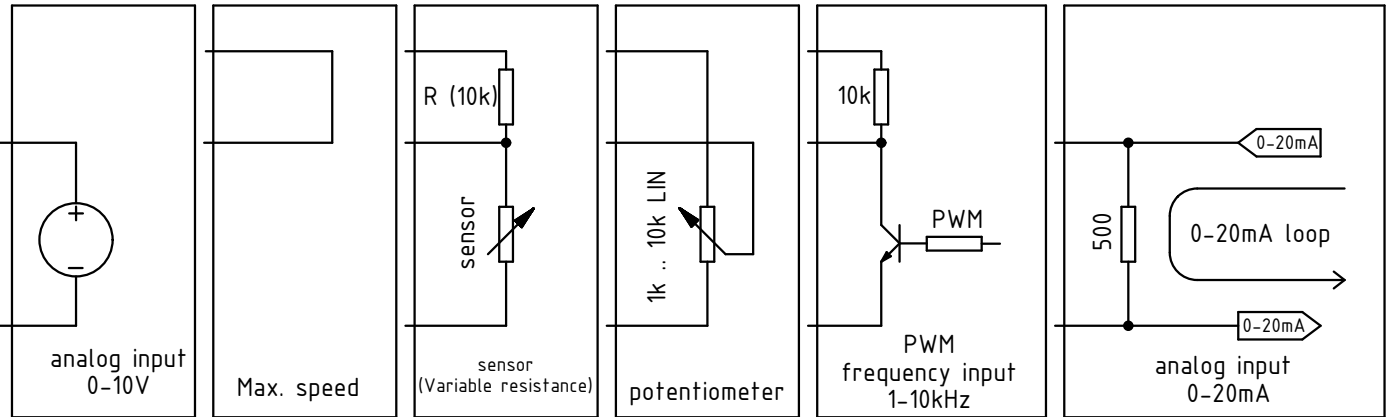 analog input
0-10V
Max. speed
R (10k)
sensor
sensor
(Variable resistance)
1k .. 10k LIN
potentiometer
10k
PWM
PWM
frequency input
1-10kHz
0-20mA
500
0-20mA loop
0-20mA
analog input
0-20mA